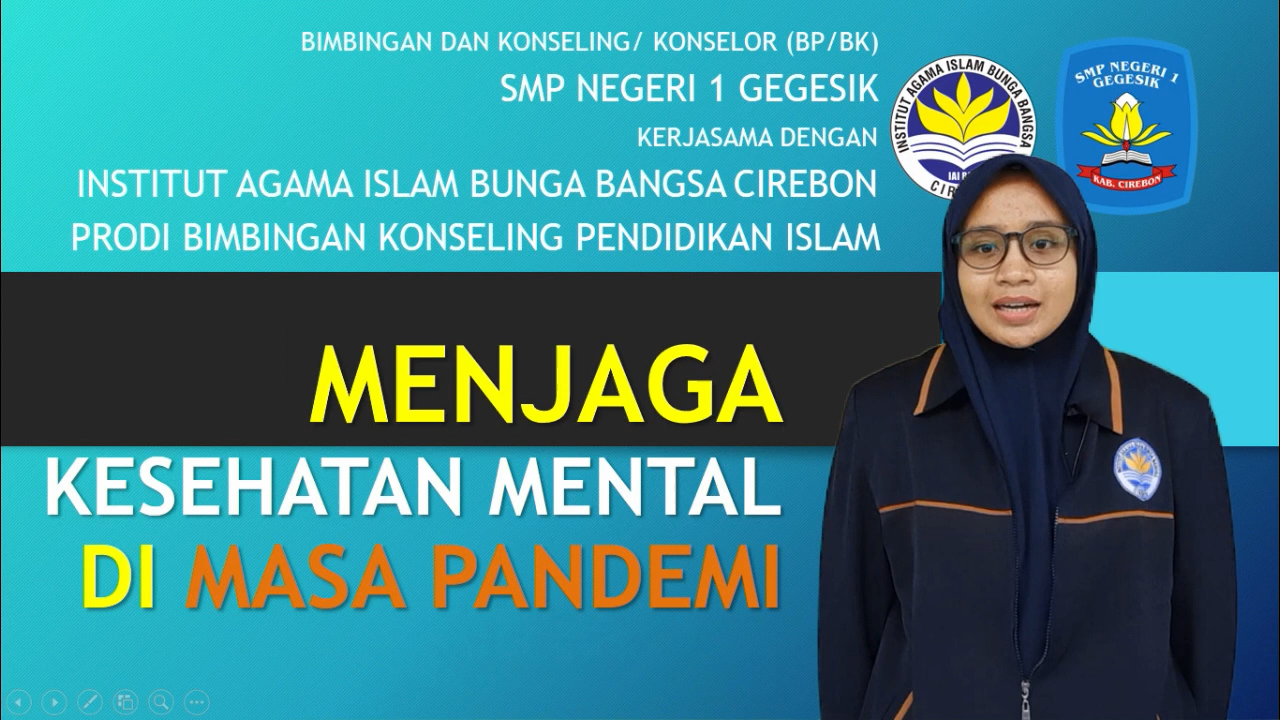 BIMBINGAN DAN KONSELING/ KONSELOR (BP/BK)
SMP NEGERI 1 GEGESIK
KERJASAMA DENGAN
INSTITUT AGAMA ISLAM BUNGA BANGSA CIREBON
PRODI BIMBINGAN KONSELING PENDIDIKAN ISLAM
INSTITUT AGAMA ISLAM BUNGA BANGSA
SMP NEGERI 1
GEGESIK
KAB. CIREBON
MENJAGA
KESEHATAN MENTAL
DI MASA PANDEMI